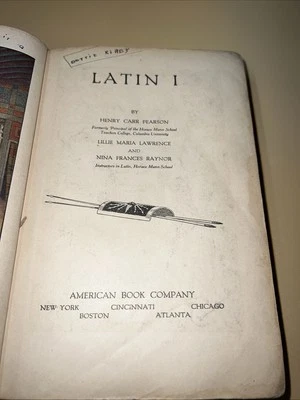 LATIN I
BY
HENRY CARR PEARSON
Formerly Principal of the Horace Mann School
Teachers College, Columbia University
LILLIE MARIA LAWRENCE
AND
NINA FRANCES RAYNOR
Instructors in Latin, Horace Mann School
AMERICAN BOOK COMPANY
NEW YORK CINCINNATI CHICAGO
BOSTON ATLANTA